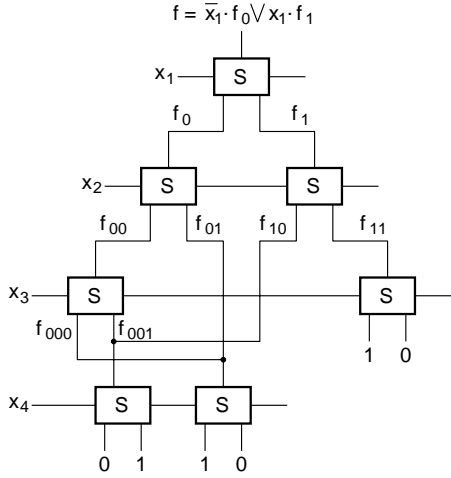 f = x̄₁· f₀ ∨ x₁· f₁
x₁ S
f₀ f₁
x₂ S S
f₀₀ f₀₁ f₁₀ f₁₁
x₃ S S
f₀₀₀ f₀₀₁
1 0
x₄ S S
0 1 1 0